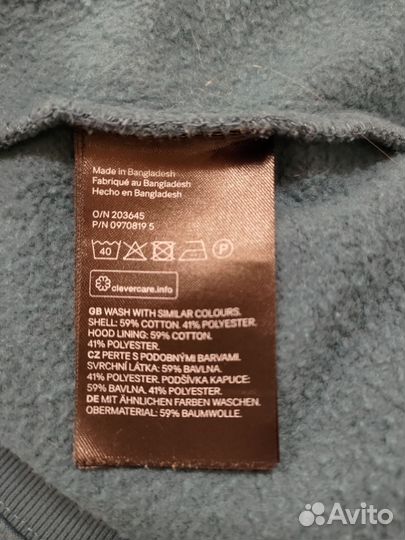 Made in Bangladesh
Fabriqué au Bangladesh
Hecho en Bangladesh
O/N 203645
P/N 0970819 5
40 P
clevercare.info
GB WASH WITH SIMILAR COLOURS.
SHELL: 59% COTTON. 41% POLYESTER.
HOOD LINING: 59% COTTON.
41% POLYESTER.
CZ PERTE S PODOBNÝMI BARVAMI.
SVRCHNÍ LÁTKA: 59% BAVLNA.
41% POLYESTER. PODŠÍVKA KAPUCE:
59% BAVLNA. 41% POLYESTER.
DE MIT ÄHNLICHEN FARBEN WASCHEN.
OBERMATERIAL: 59% BAUMWOLLE.
Avito